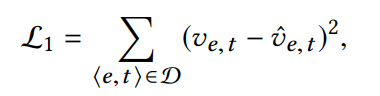 ℒ₁ = ∑ (v_{e,t} − v̂_{e,t})²,
⟨e,t⟩∈𝒟